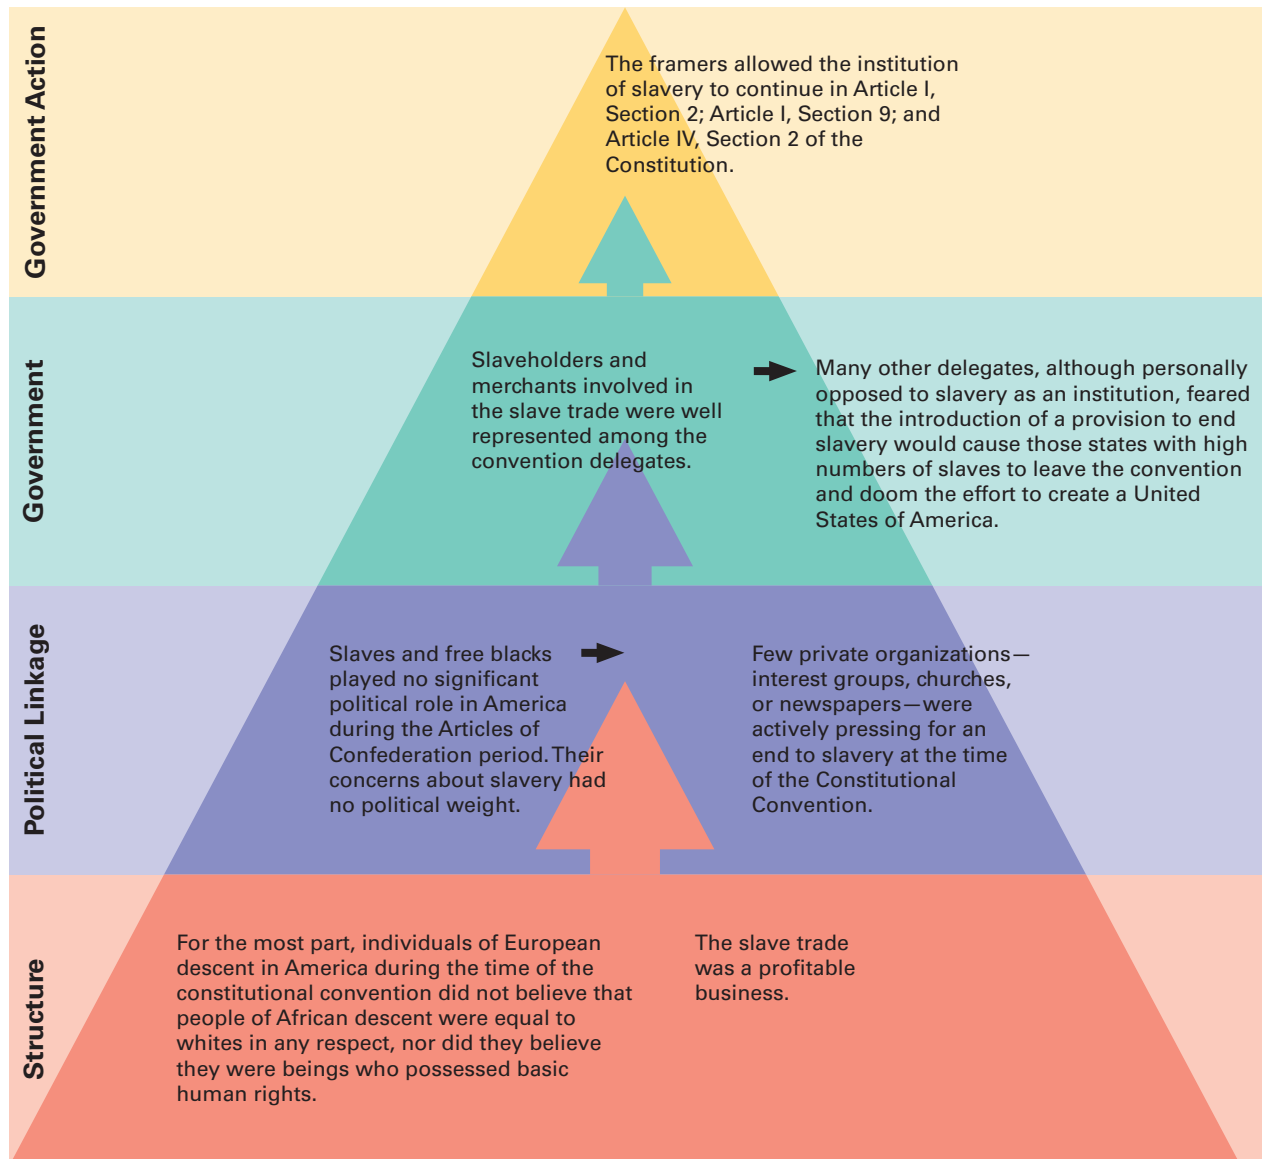 Government Action
The framers allowed the institution
of slavery to continue in Article I,
Section 2; Article I, Section 9; and
Article IV, Section 2 of the
Constitution.
Government
Slaveholders and
merchants involved in
the slave trade were well
represented among the
convention delegates.
Many other delegates, although personally
opposed to slavery as an institution, feared
that the introduction of a provision to end
slavery would cause those states with high
numbers of slaves to leave the convention
and doom the effort to create a United
States of America.
Political Linkage
Slaves and free blacks
played no significant
political role in America
during the Articles of
Confederation period. Their
concerns about slavery had
no political weight.
Few private organizations—
interest groups, churches,
or newspapers—were
actively pressing for an
end to slavery at the time
of the Constitutional
Convention.
Structure
For the most part, individuals of European
descent in America during the time of the
constitutional convention did not believe that
people of African descent were equal to
whites in any respect, nor did they believe
they were beings who possessed basic
human rights.
The slave trade
was a profitable
business.